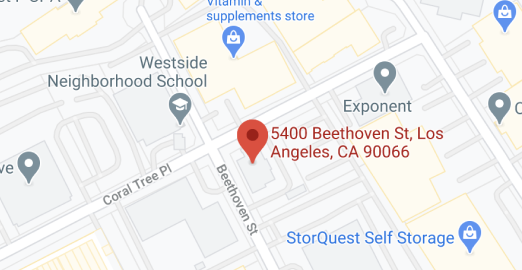 Vitamin &
supplements store
Westside
Neighborhood School
Exponent
5400 Beethoven St, Los
Angeles, CA 90066
Coral Tree Pl
Beethoven St
StorQuest Self Storage